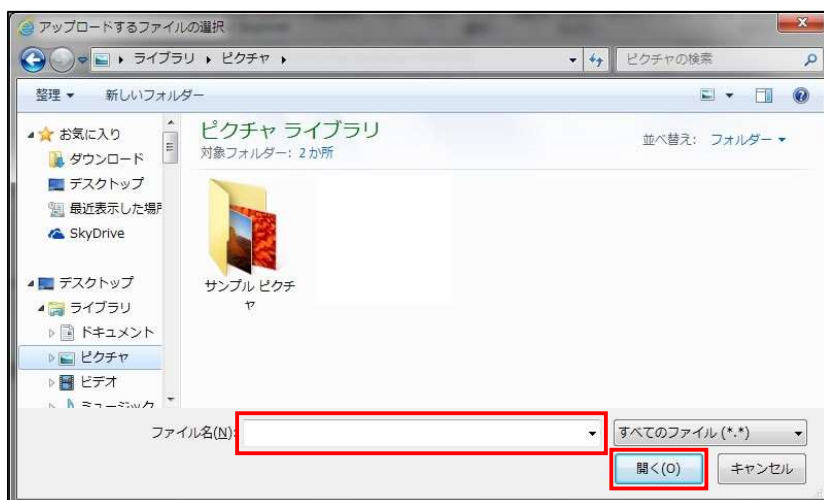 アップロードするファイルの選択
ライブラリ ▸ ピクチャ ▸
ピクチャの検索
整理 ▼ 新しいフォルダー
お気に入り
ダウンロード
デスクトップ
最近表示した場所
SkyDrive
デスクトップ
ライブラリ
ドキュメント
ピクチャ
ビデオ
ミュージック
ピクチャ ライブラリ
対象フォルダー: 2 か所
並べ替え: フォルダー ▼
サンプル ピクチ
ャ
ファイル名(N):
すべてのファイル (*.*)
開く(O)
キャンセル